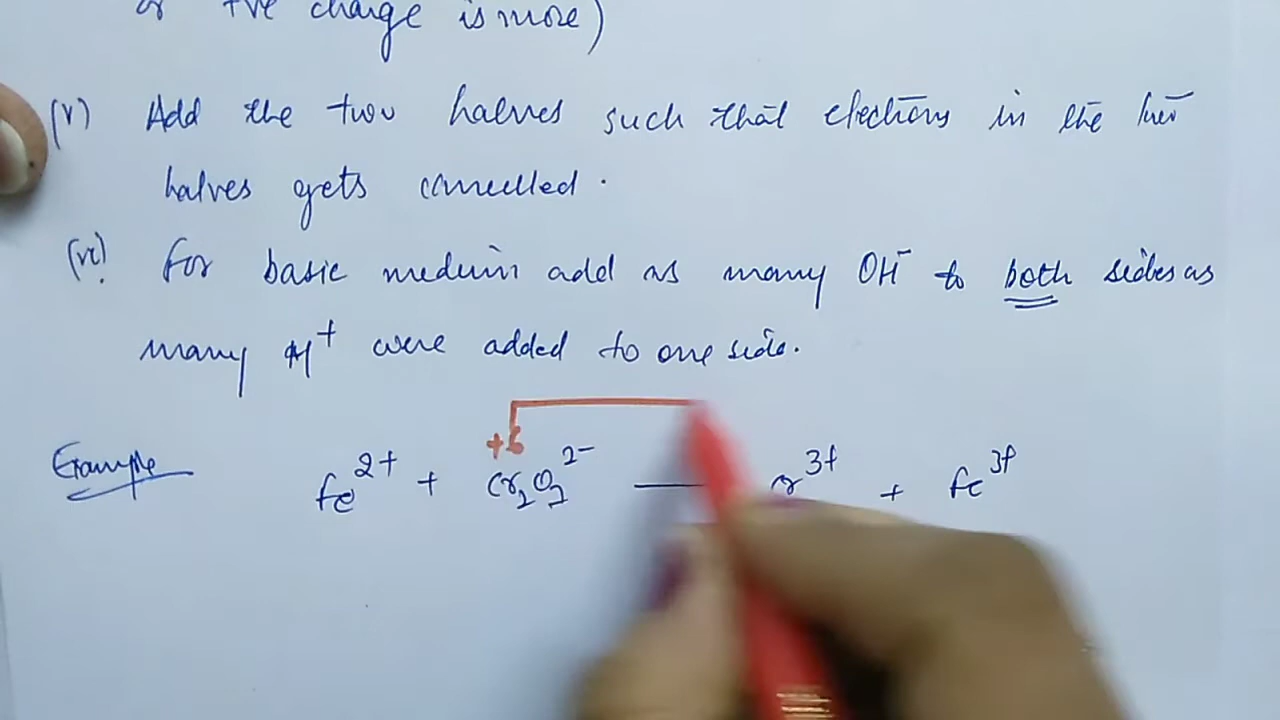 or +ve charge is more)
(v) Add the two halves such that electrons in the two
halves gets cancelled.
(vi) For basic medium add as many OH⁻ to both sides as
many H⁺ were added to one side.
+6
Example Fe²⁺ + Cr₂O₇²⁻ — Cr³⁺ + Fe³⁺